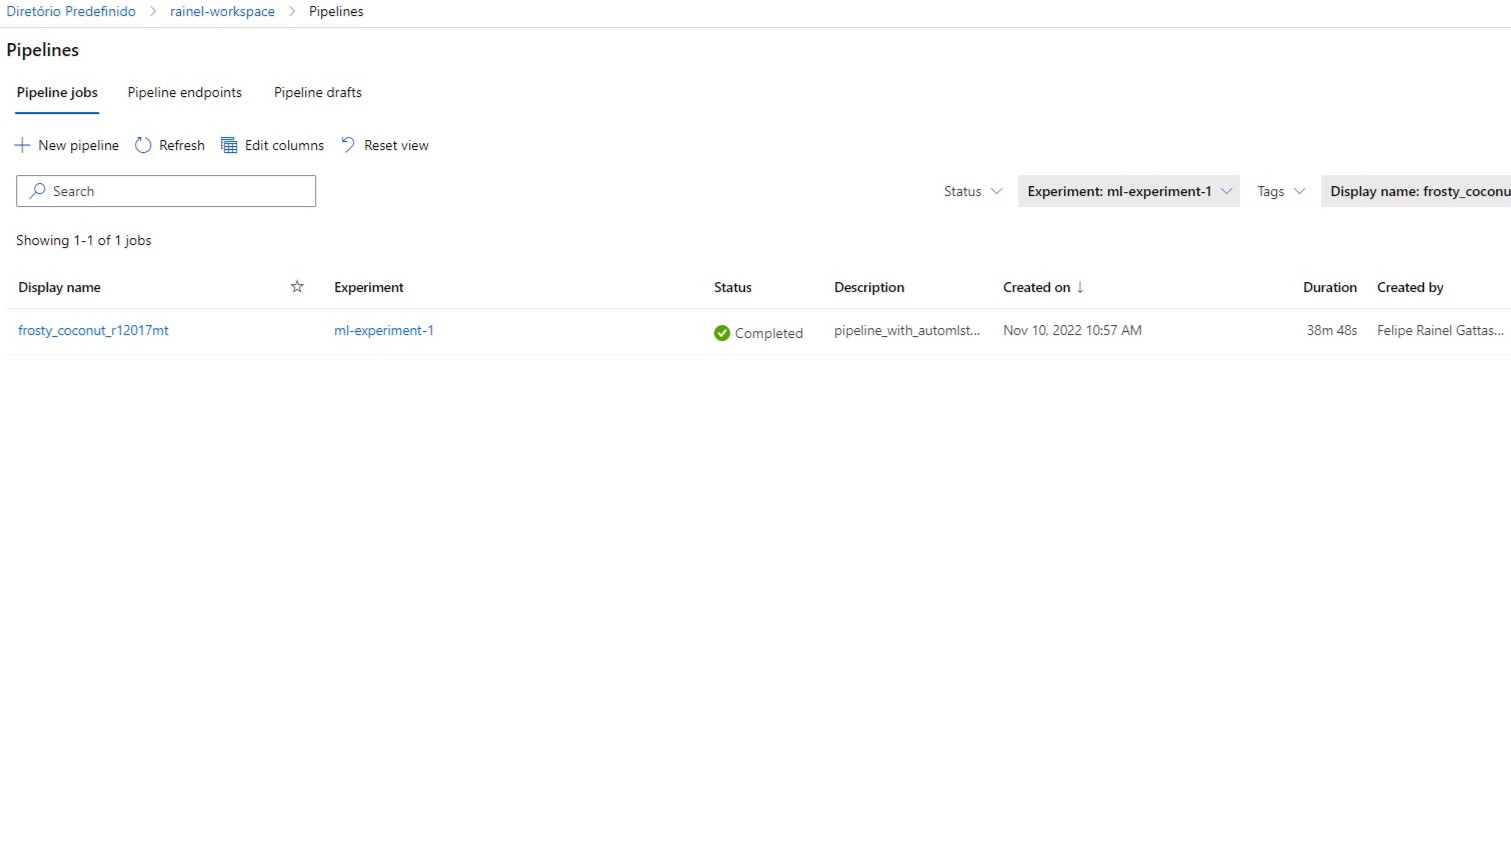 Diretório Predefinido > rainel-workspace > Pipelines
Pipelines
Pipeline jobs Pipeline endpoints Pipeline drafts
New pipeline Refresh Edit columns Reset view
Search Status Experiment: ml-experiment-1 Tags Display name: frosty_coconu
Showing 1-1 of 1 jobs
Display name Experiment Status Description Created on ↓ Duration Created by
frosty_coconut_r12017mt ml-experiment-1 Completed pipeline_with_automlst... Nov 10, 2022 10:57 AM 38m 48s Felipe Rainel Gattas...